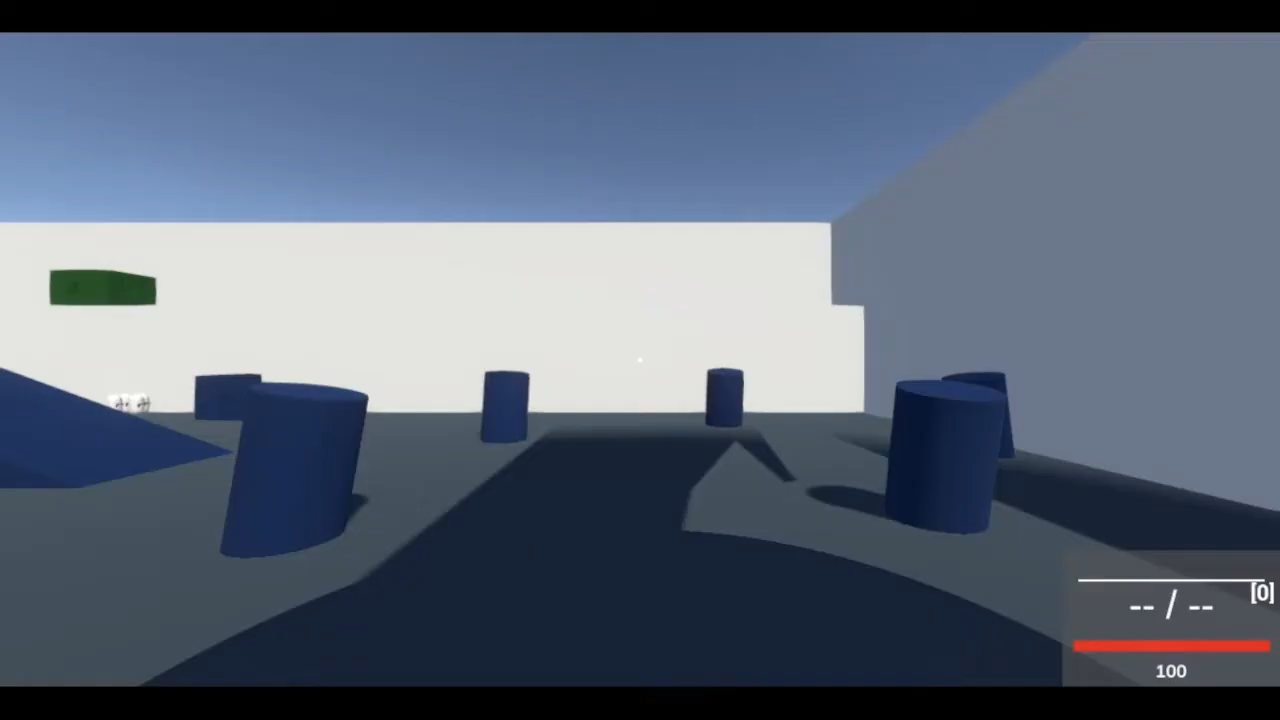 [0]
-- / --
100